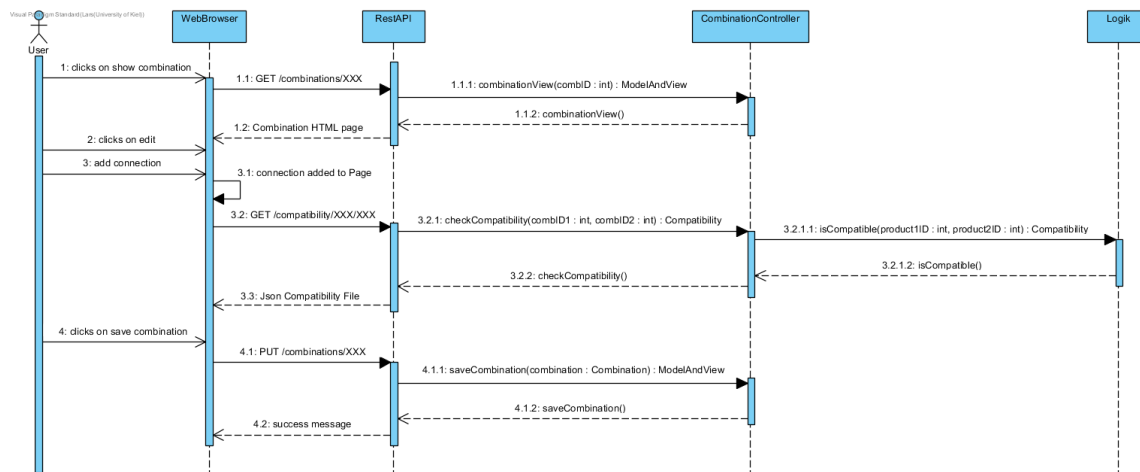 Visual Paradigm Standard(Lars(University of Kiel))
User
WebBrowser
RestAPI
CombinationController
Logik
1: clicks on show combination
1.1: GET /combinations/XXX
1.1.1: combinationView(combID : int) : ModelAndView
1.1.2: combinationView()
1.2: Combination HTML page
2: clicks on edit
3: add connection
3.1: connection added to Page
3.2: GET /compatibility/XXX/XXX
3.2.1: checkCompatibility(combID1 : int, combID2 : int) : Compatibility
3.2.1.1: isCompatible(product1ID : int, product2ID : int) : Compatibility
3.2.1.2: isCompatible()
3.2.2: checkCompatibility()
3.3: Json Compatibility File
4: clicks on save combination
4.1: PUT /combinations/XXX
4.1.1: saveCombination(combination : Combination) : ModelAndView
4.1.2: saveCombination()
4.2: success message